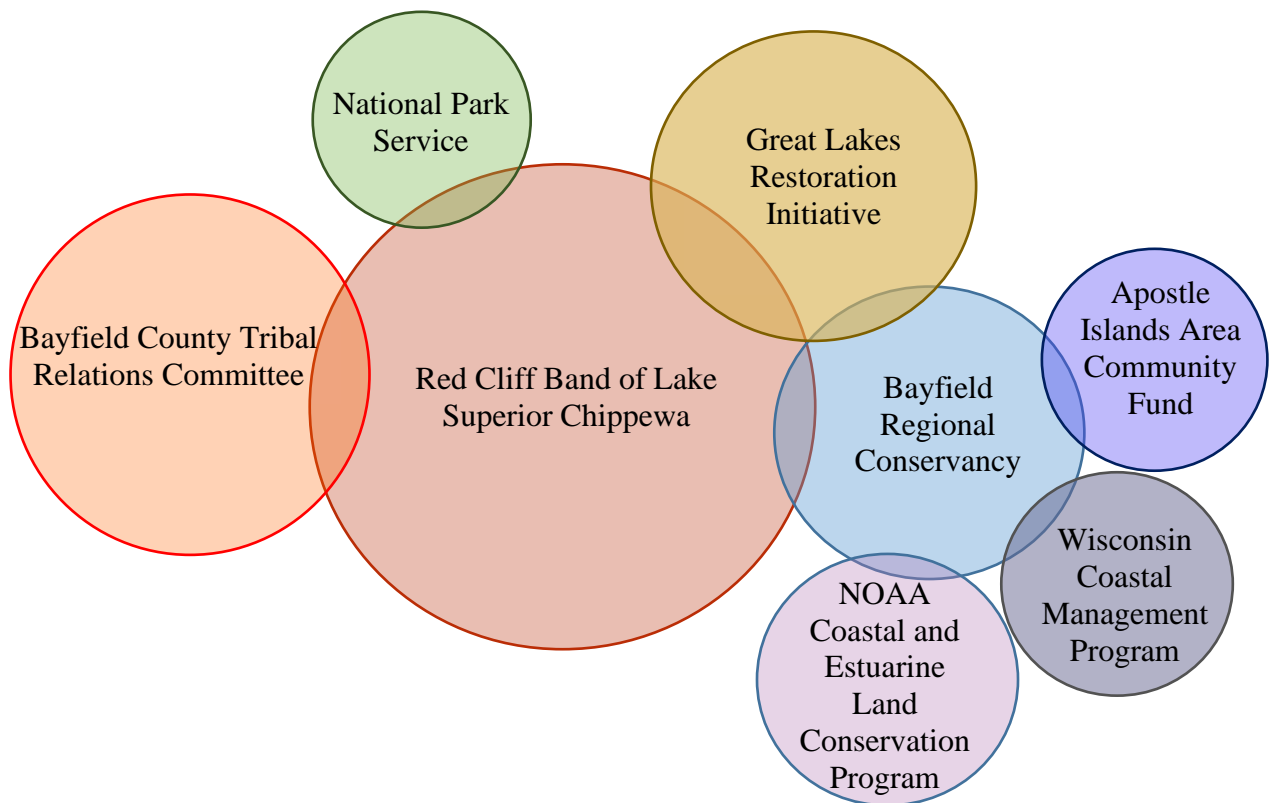 National Park
Service
Great Lakes
Restoration
Initiative
Bayfield County Tribal
Relations Committee
Red Cliff Band of Lake
Superior Chippewa
Bayfield
Regional
Conservancy
Apostle
Islands Area
Community
Fund
Wisconsin
Coastal
Management
Program
NOAA
Coastal and
Estuarine
Land
Conservation
Program